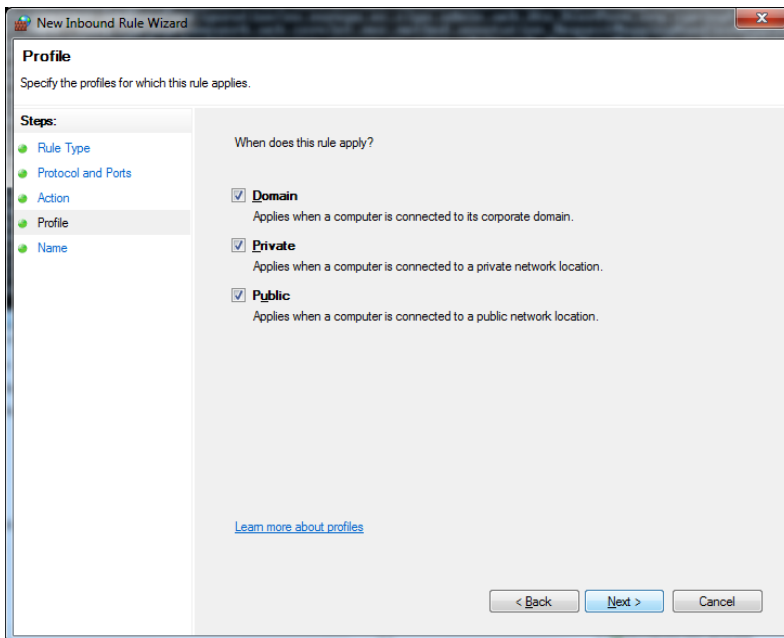 New Inbound Rule Wizard
Profile
Specify the profiles for which this rule applies.
Steps:
Rule Type
Protocol and Ports
Action
Profile
Name
When does this rule apply?
Domain
Applies when a computer is connected to its corporate domain.
Private
Applies when a computer is connected to a private network location.
Public
Applies when a computer is connected to a public network location.
Learn more about profiles
< Back
Next >
Cancel